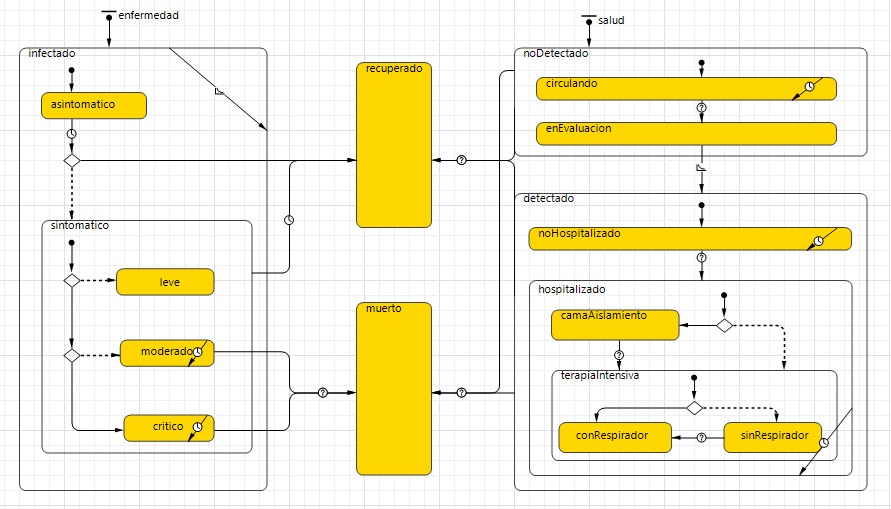 enfermedad
infectado
asintomatico
sintomatico
leve
moderado
critico
recuperado
muerto
salud
noDetectado
circulando
enEvaluacion
detectado
noHospitalizado
hospitalizado
camaAislamiento
terapiaIntensiva
conRespirador
sinRespirador